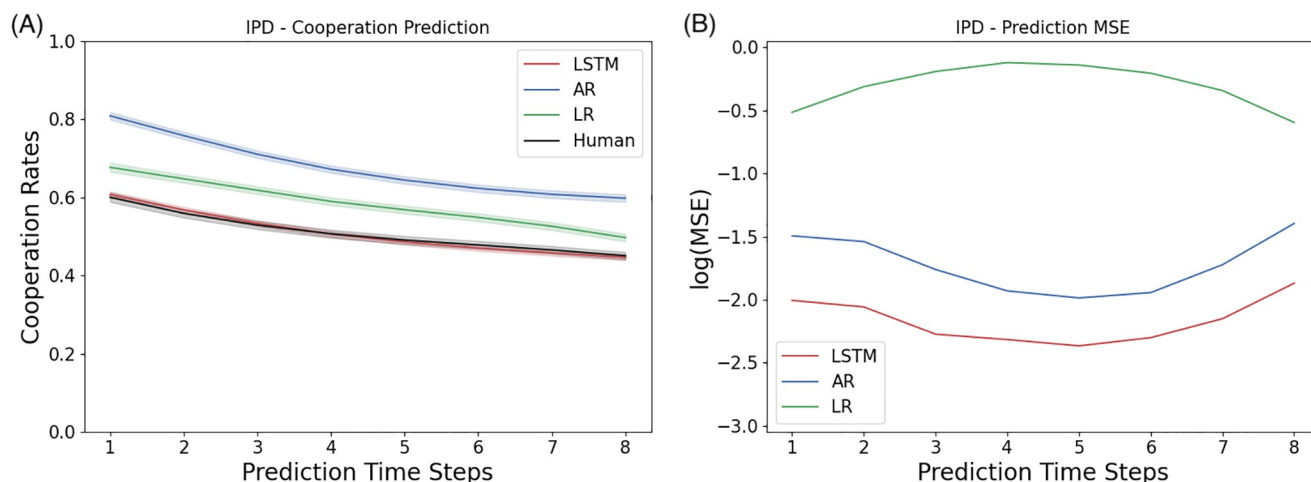 (A)
IPD - Cooperation Prediction
1.0
0.8
0.6
0.4
0.2
0.0
Cooperation Rates
LSTM
AR
LR
Human
1 2 3 4 5 6 7 8
Prediction Time Steps
(B)
IPD - Prediction MSE
0.0
−0.5
−1.0
−1.5
−2.0
−2.5
−3.0
log(MSE)
LSTM
AR
LR
1 2 3 4 5 6 7 8
Prediction Time Steps